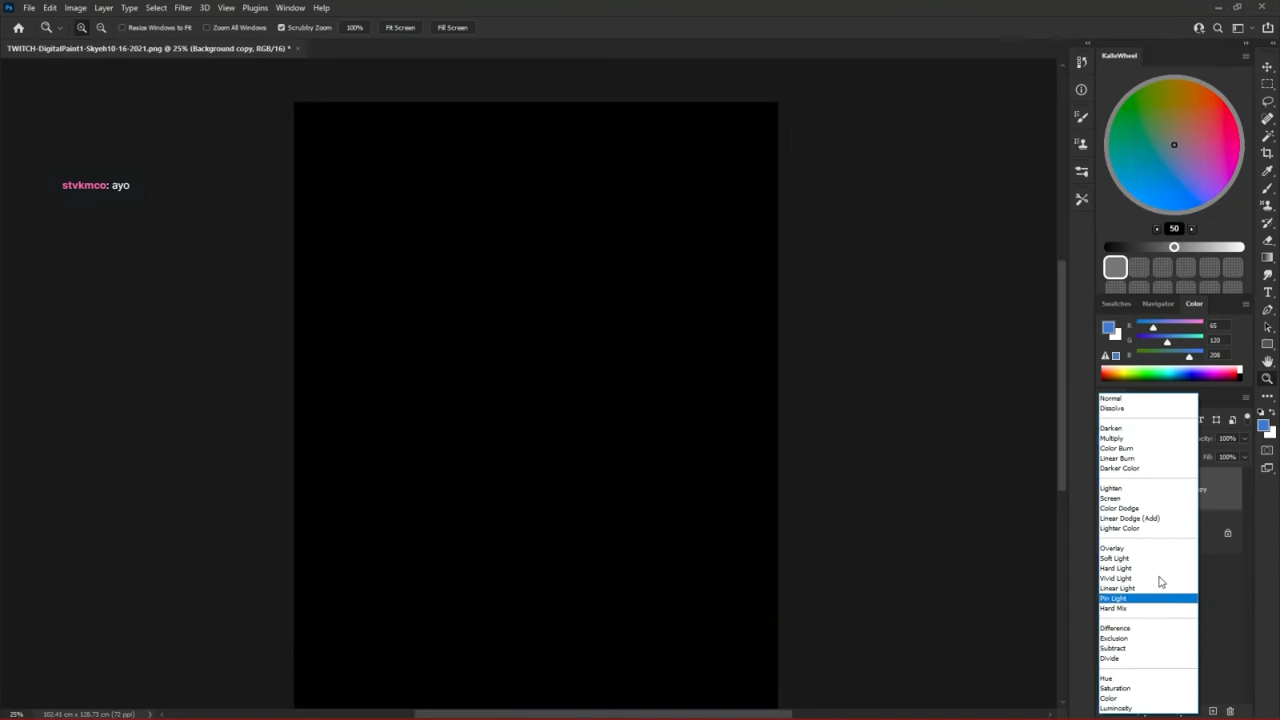 Ps File Edit Image Layer Type Select Filter 3D View Plugins Window Help
Resize Windows to Fit Zoom All Windows Scrubby Zoom 100% Fit Screen Fill Screen
TWITCH-DigitalPaint1-Skyeh10-16-2021.png @ 25% (Background copy, RGB/16) *
KalleWheel
stvkmco: ayo
50
Swatches Navigator Color
R 65
G 120
B 208
Normal
Dissolve
Darken
Multiply
100%
Color Burn
Linear Burn
Fill: 100%
Darker Color
Lighten
Screen
Color Dodge
Linear Dodge (Add)
Lighter Color
Overlay
Soft Light
Hard Light
Vivid Light
Linear Light
Pin Light
Hard Mix
Difference
Exclusion
Subtract
Divide
Hue
Saturation
Color
Luminosity
25% 102.41 cm x 128.73 cm (72 ppi)